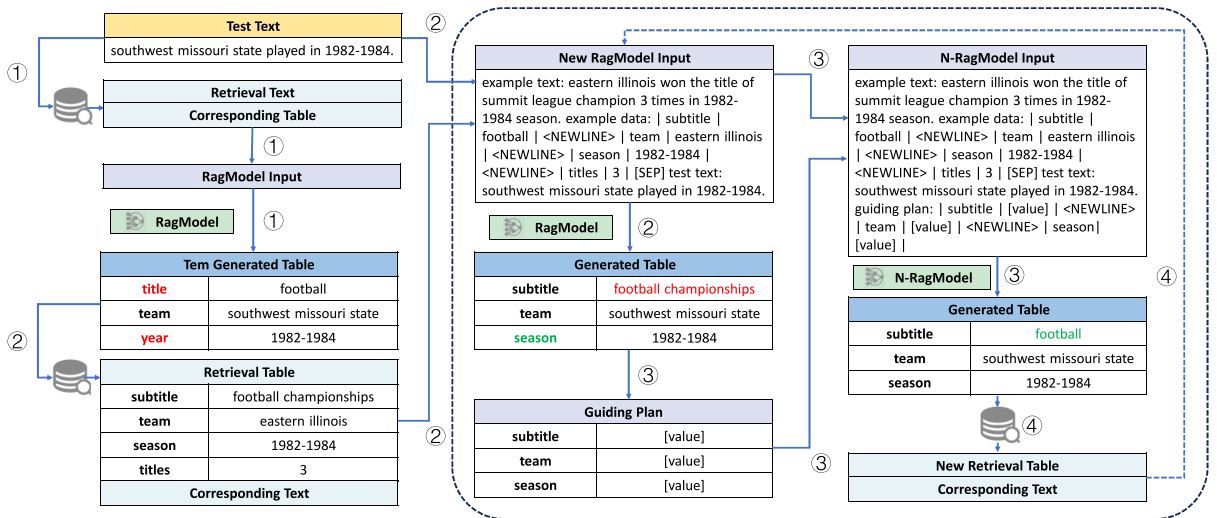 Test Text
southwest missouri state played in 1982-1984.
①
②
Retrieval Text
Corresponding Table
①
RagModel Input
RagModel
①
Tem Generated Table
title football
team southwest missouri state
year 1982-1984
②
Retrieval Table
subtitle football championships
team eastern illinois
season 1982-1984
titles 3
Corresponding Text
②
New RagModel Input
example text: eastern illinois won the title of
summit league champion 3 times in 1982-
1984 season. example data: | subtitle |
football | <NEWLINE> | team | eastern illinois
| <NEWLINE> | season | 1982-1984 |
<NEWLINE> | titles | 3 | [SEP] test text:
southwest missouri state played in 1982-1984.
RagModel
②
Generated Table
subtitle football championships
team southwest missouri state
season 1982-1984
③
Guiding Plan
subtitle [value]
team [value]
season [value]
③
③
N-RagModel Input
example text: eastern illinois won the title of
summit league champion 3 times in 1982-
1984 season. example data: | subtitle |
football | <NEWLINE> | team | eastern illinois
| <NEWLINE> | season | 1982-1984 |
<NEWLINE> | titles | 3 | [SEP] test text:
southwest missouri state played in 1982-1984.
guiding plan: | subtitle | [value] | <NEWLINE>
| team | [value] | <NEWLINE> | season|
[value] |
N-RagModel
③
④
Generated Table
subtitle football
team southwest missouri state
season 1982-1984
④
New Retrieval Table
Corresponding Text